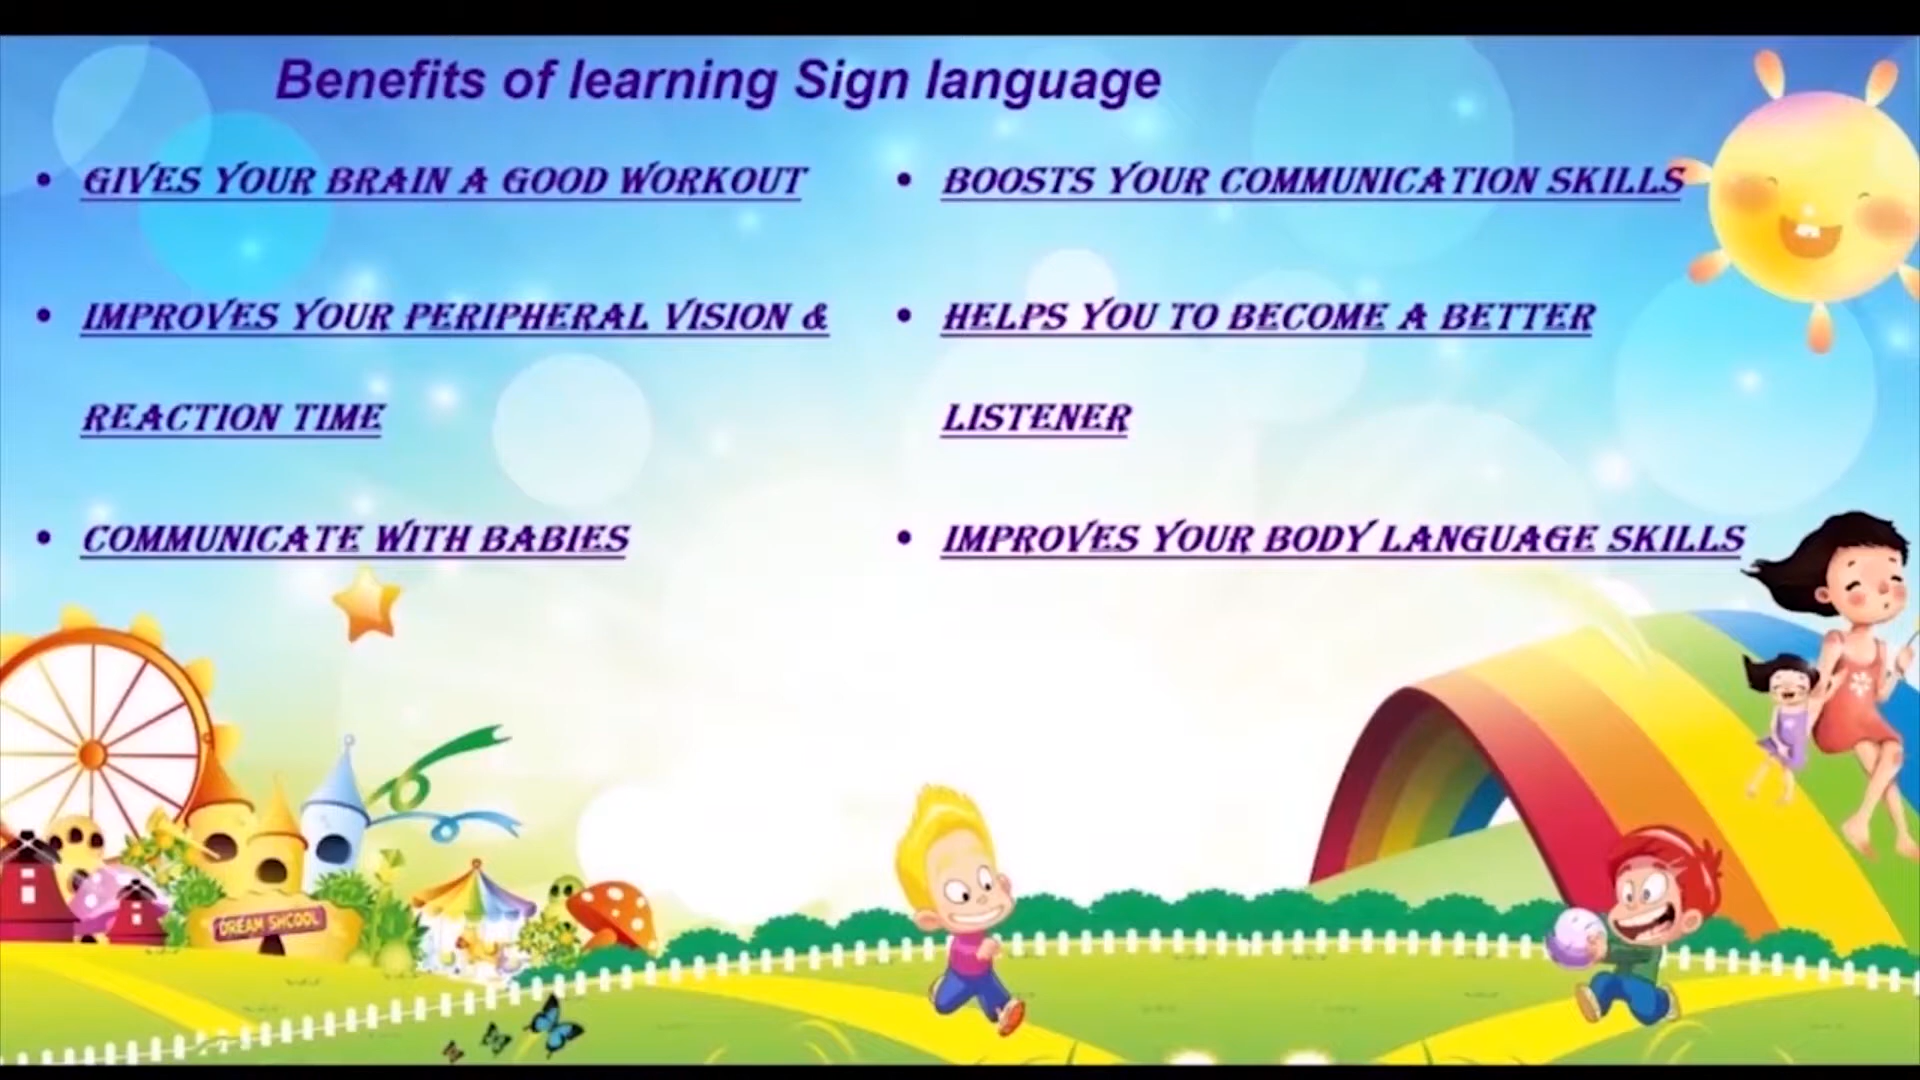 Benefits of learning Sign language
• GIVES YOUR BRAIN A GOOD WORKOUT
• IMPROVES YOUR PERIPHERAL VISION &
REACTION TIME
• COMMUNICATE WITH BABIES
• BOOSTS YOUR COMMUNICATION SKILLS
• HELPS YOU TO BECOME A BETTER
LISTENER
• IMPROVES YOUR BODY LANGUAGE SKILLS
DREAM SHCOOL